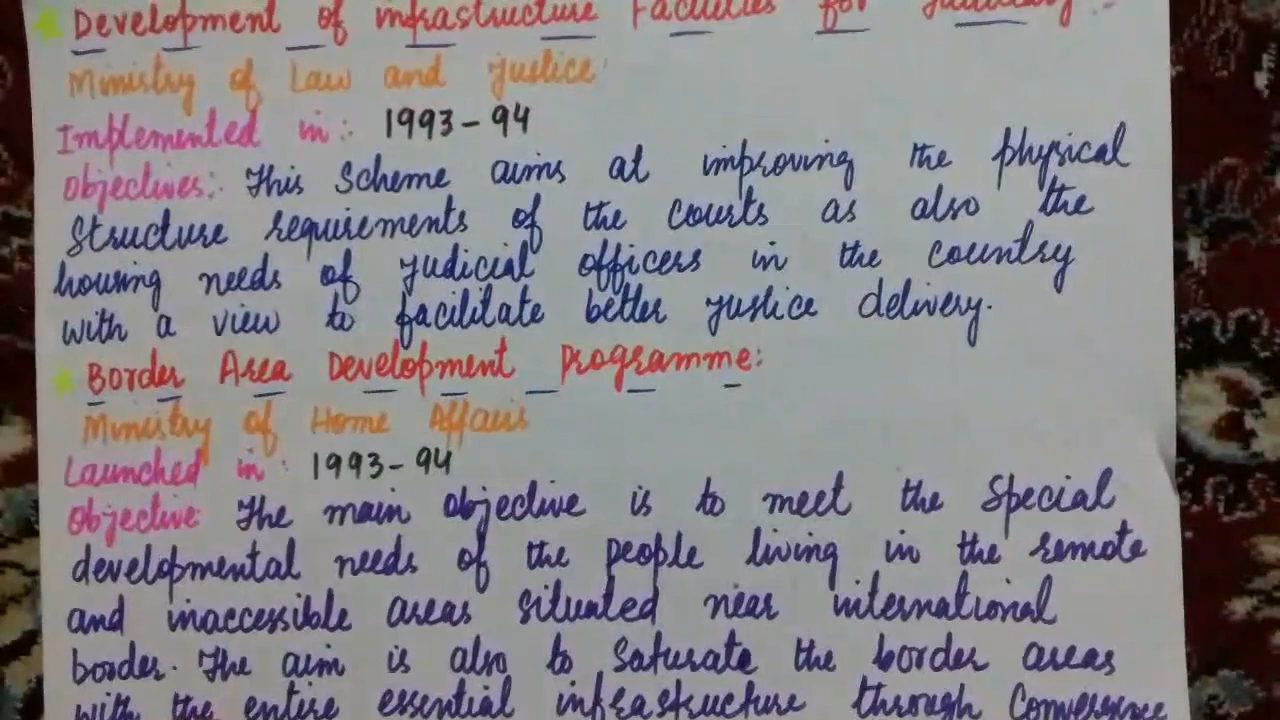 Development of infrastructure Facilities for Judiciary :-
Ministry of Law and Justice
Implemented in : 1993-94
Objectives: This Scheme aims at improving the physical
Structure requirements of the courts as also the
housing needs of judicial officers in the country
with a view to facilitate better justice delivery.
Border Area Development Programme:
Ministry of Home Affairs
Launched in : 1993-94
Objective: The main objective is to meet the special
developmental needs of the people living in the remote
and inaccessible areas situated near international
border. The aim is also to saturate the border areas
with the entire essential infrastructure through Convergence